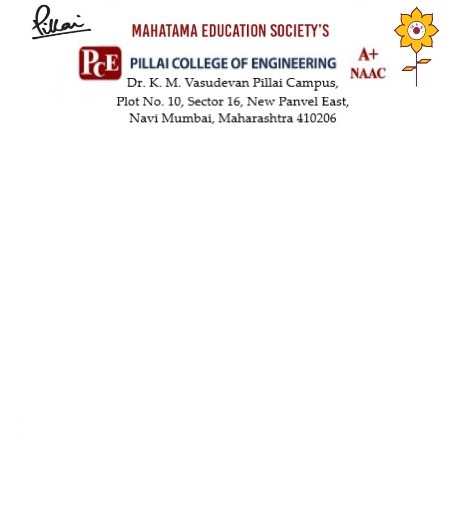 Pillai
MAHATAMA EDUCATION SOCIETY'S
PCE
PILLAI COLLEGE OF ENGINEERING
A+
NAAC
Dr. K. M. Vasudevan Pillai Campus,
Plot No. 10, Sector 16, New Panvel East,
Navi Mumbai, Maharashtra 410206